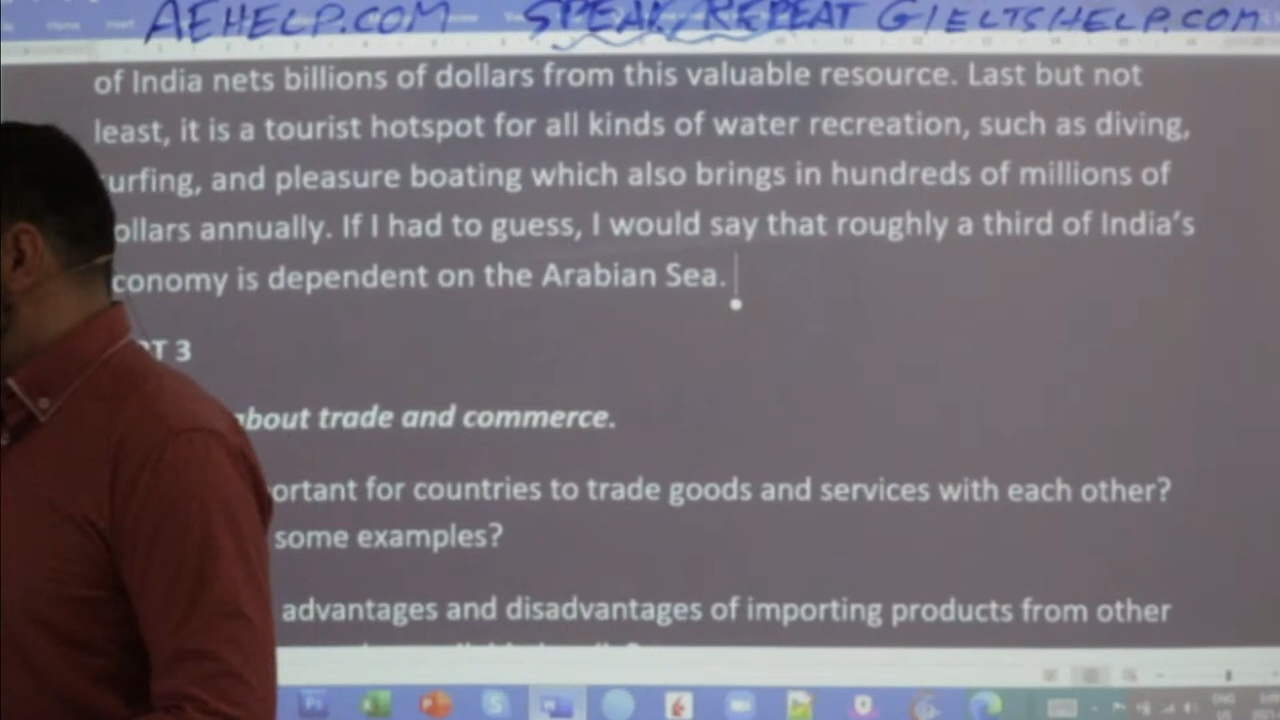 AEHELP.COM SPEAK, REPEAT GIELTSHELP.COM
of India nets billions of dollars from this valuable resource. Last but not
least, it is a tourist hotspot for all kinds of water recreation, such as diving,
urfing, and pleasure boating which also brings in hundreds of millions of
ollars annually. If I had to guess, I would say that roughly a third of India's
conomy is dependent on the Arabian Sea.
T 3
about trade and commerce.
ortant for countries to trade goods and services with each other?
some examples?
advantages and disadvantages of importing products from other